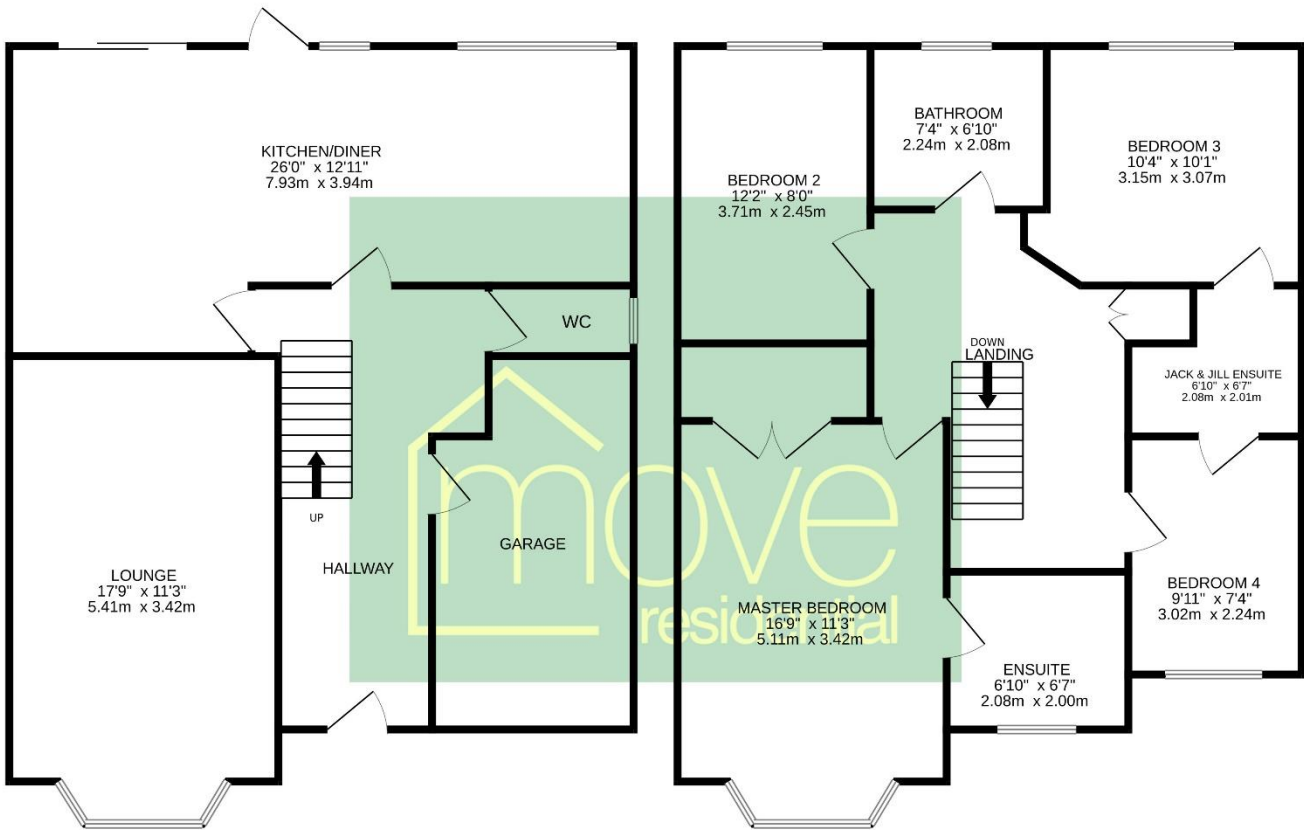 KITCHEN/DINER
26'0" x 12'11"
7.93m x 3.94m
WC
UP
HALLWAY
GARAGE
LOUNGE
17'9" x 11'3"
5.41m x 3.42m
BATHROOM
7'4" x 6'10"
2.24m x 2.08m
BEDROOM 3
10'4" x 10'1"
3.15m x 3.07m
BEDROOM 2
12'2" x 8'0"
3.71m x 2.45m
DOWN
LANDING
JACK & JILL ENSUITE
6'10" x 6'7"
2.08m x 2.01m
MASTER BEDROOM
16'9" x 11'3"
5.11m x 3.42m
BEDROOM 4
9'11" x 7'4"
3.02m x 2.24m
ENSUITE
6'10" x 6'7"
2.08m x 2.00m
move
residential